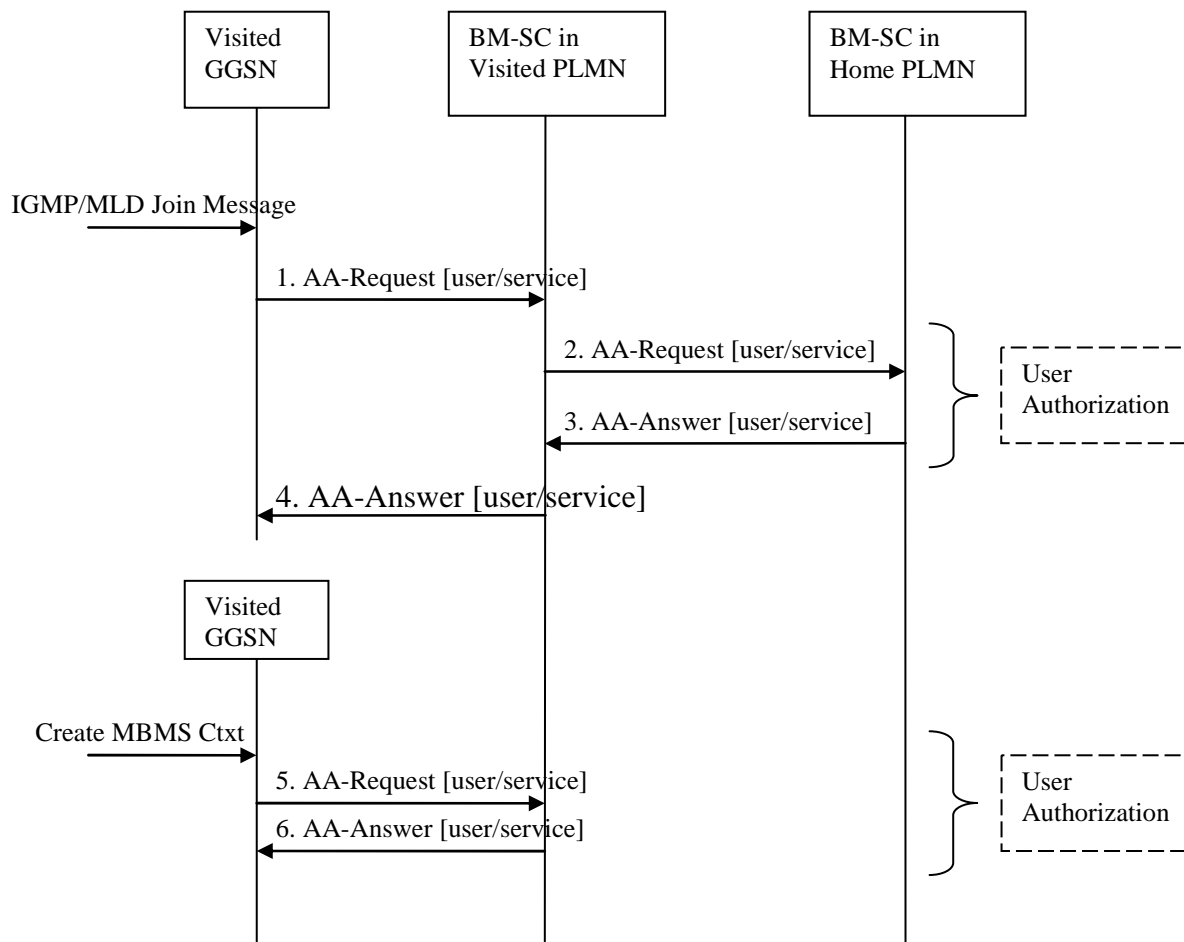 Visited
GGSN
BM-SC in
Visited PLMN
BM-SC in
Home PLMN
IGMP/MLD Join Message
1. AA-Request [user/service]
2. AA-Request [user/service]
User
Authorization
3. AA-Answer [user/service]
4. AA-Answer [user/service]
Visited
GGSN
Create MBMS Ctxt
5. AA-Request [user/service]
User
Authorization
6. AA-Answer [user/service]